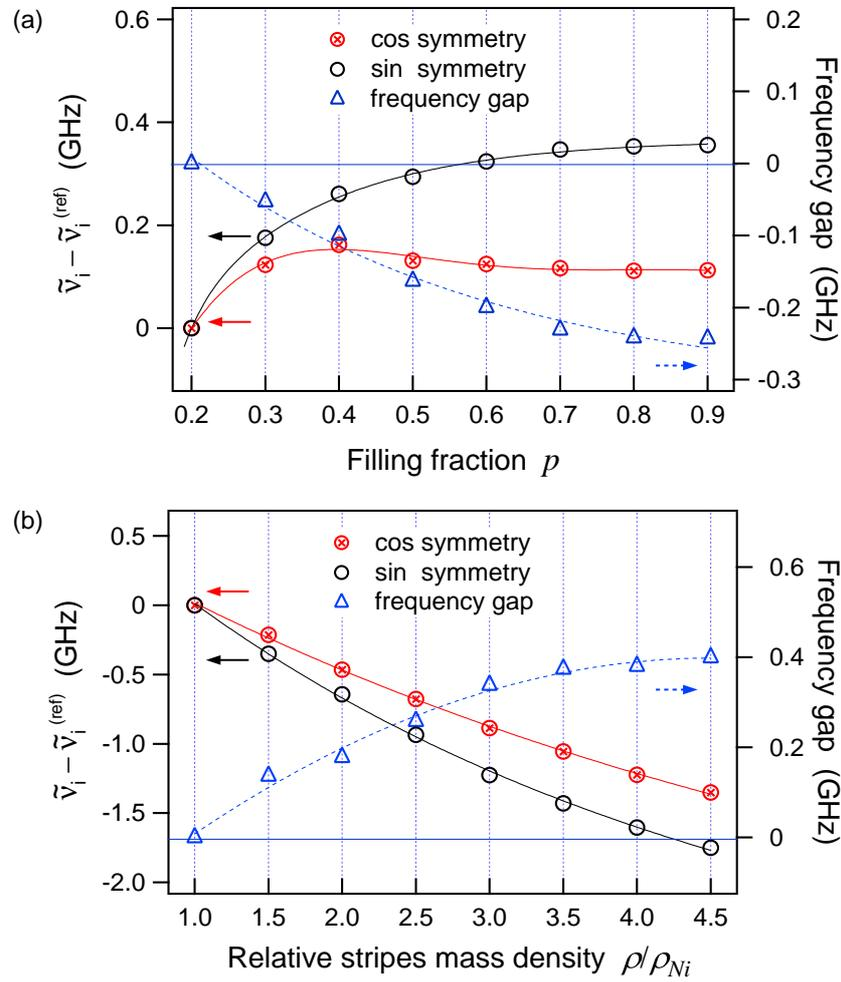 (a)
0.6
0.4
0.2
0
ν̃i – ν̃i (ref) (GHz)
cos symmetry
sin symmetry
frequency gap
0.2
0.1
0
-0.1
-0.2
-0.3
Frequency gap (GHz)
0.2 0.3 0.4 0.5 0.6 0.7 0.8 0.9
Filling fraction p
(b)
0.5
0
-0.5
-1.0
-1.5
-2.0
ν̃i – ν̃i (ref) (GHz)
cos symmetry
sin symmetry
frequency gap
0.6
0.4
0.2
0
Frequency gap (GHz)
1.0 1.5 2.0 2.5 3.0 3.5 4.0 4.5
Relative stripes mass density ρ/ρNi